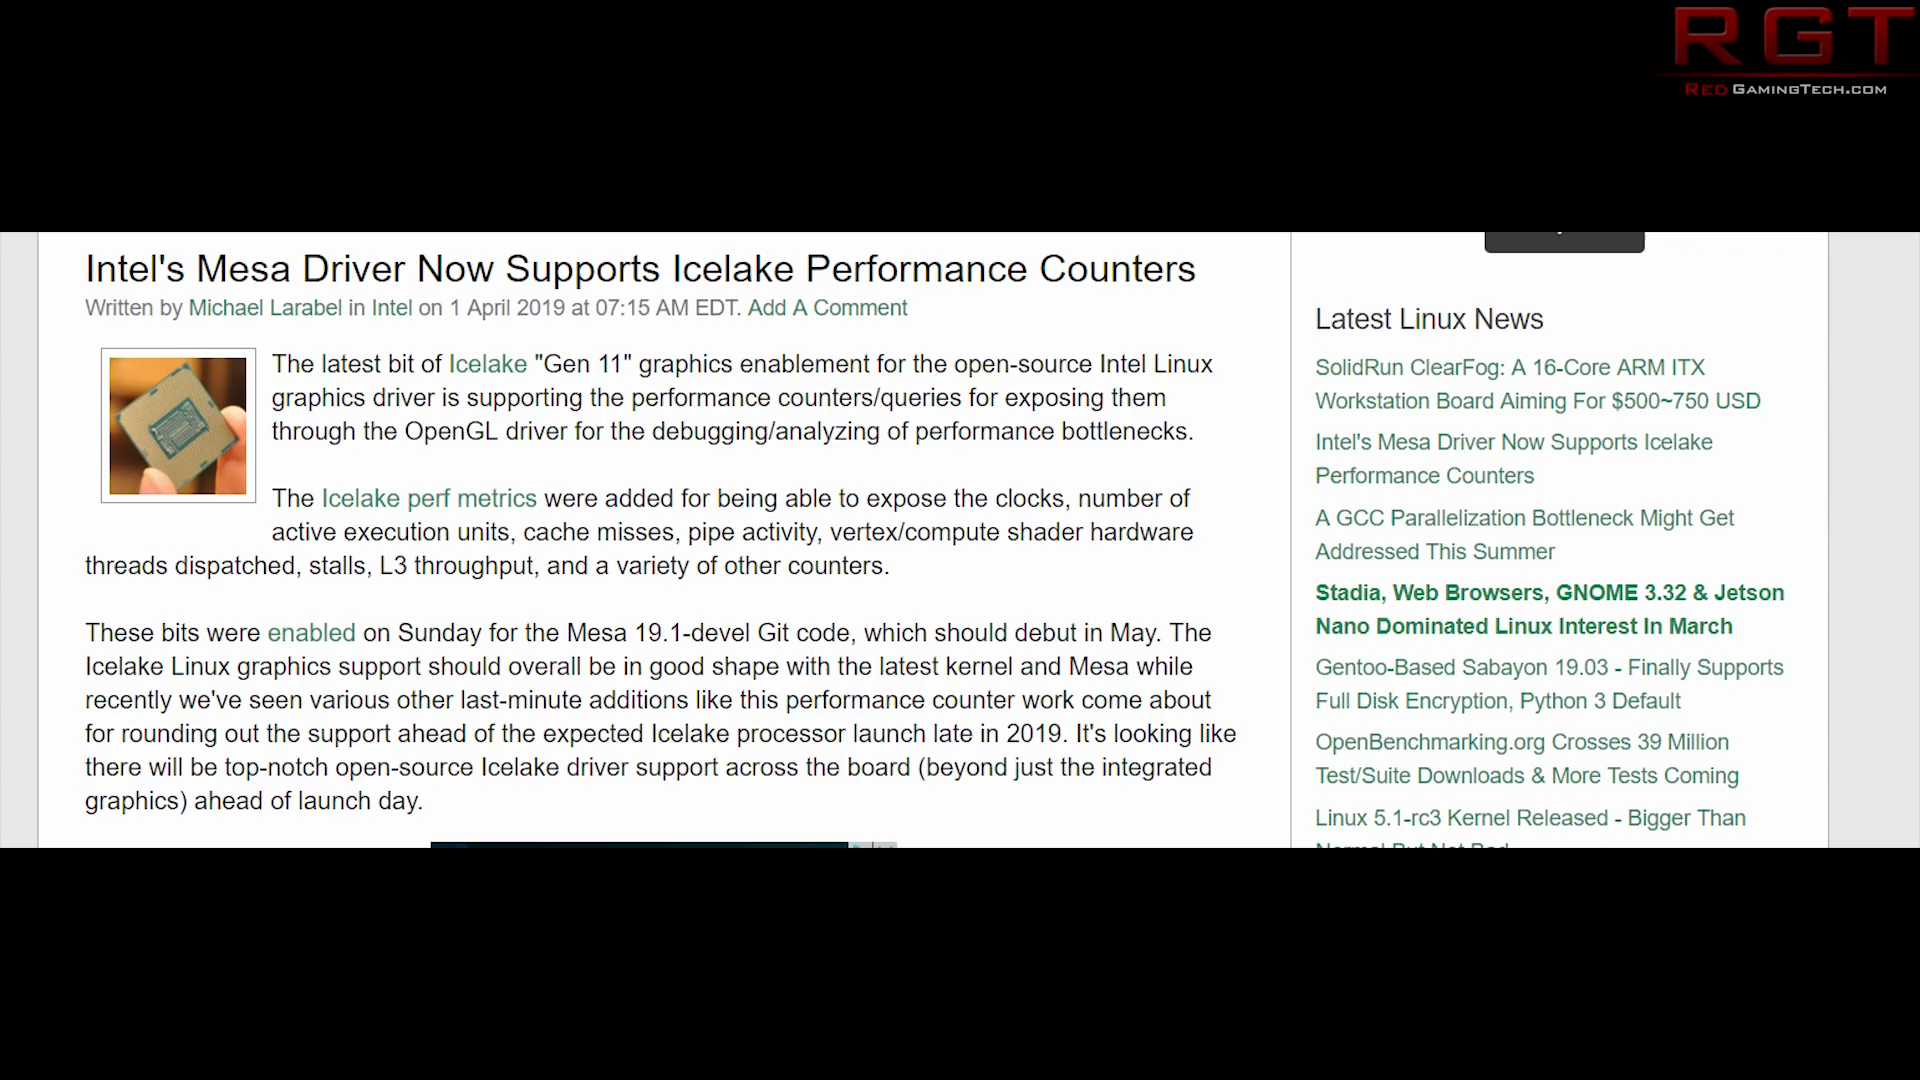 RGT
RED GAMINGTECH.COM
Intel's Mesa Driver Now Supports Icelake Performance Counters
Written by Michael Larabel in Intel on 1 April 2019 at 07:15 AM EDT. Add A Comment
The latest bit of Icelake "Gen 11" graphics enablement for the open-source Intel Linux
graphics driver is supporting the performance counters/queries for exposing them
through the OpenGL driver for the debugging/analyzing of performance bottlenecks.
The Icelake perf metrics were added for being able to expose the clocks, number of
active execution units, cache misses, pipe activity, vertex/compute shader hardware
threads dispatched, stalls, L3 throughput, and a variety of other counters.
These bits were enabled on Sunday for the Mesa 19.1-devel Git code, which should debut in May. The
Icelake Linux graphics support should overall be in good shape with the latest kernel and Mesa while
recently we've seen various other last-minute additions like this performance counter work come about
for rounding out the support ahead of the expected Icelake processor launch late in 2019. It's looking like
there will be top-notch open-source Icelake driver support across the board (beyond just the integrated
graphics) ahead of launch day.
Latest Linux News
SolidRun ClearFog: A 16-Core ARM ITX
Workstation Board Aiming For $500~750 USD
Intel's Mesa Driver Now Supports Icelake
Performance Counters
A GCC Parallelization Bottleneck Might Get
Addressed This Summer
Stadia, Web Browsers, GNOME 3.32 & Jetson
Nano Dominated Linux Interest In March
Gentoo-Based Sabayon 19.03 - Finally Supports
Full Disk Encryption, Python 3 Default
OpenBenchmarking.org Crosses 39 Million
Test/Suite Downloads & More Tests Coming
Linux 5.1-rc3 Kernel Released - Bigger Than